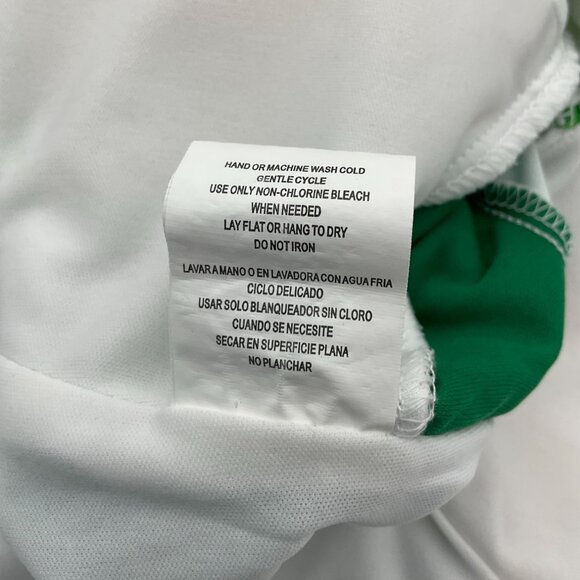 HAND OR MACHINE WASH COLD
GENTLE CYCLE
USE ONLY NON-CHLORINE BLEACH
WHEN NEEDED
LAY FLAT OR HANG TO DRY
DO NOT IRON
LAVAR A MANO O EN LAVADORA CON AGUA FRIA
CICLO DELICADO
USAR SOLO BLANQUEADOR SIN CLORO
CUANDO SE NECESITE
SECAR EN SUPERFICIE PLANA
NO PLANCHAR